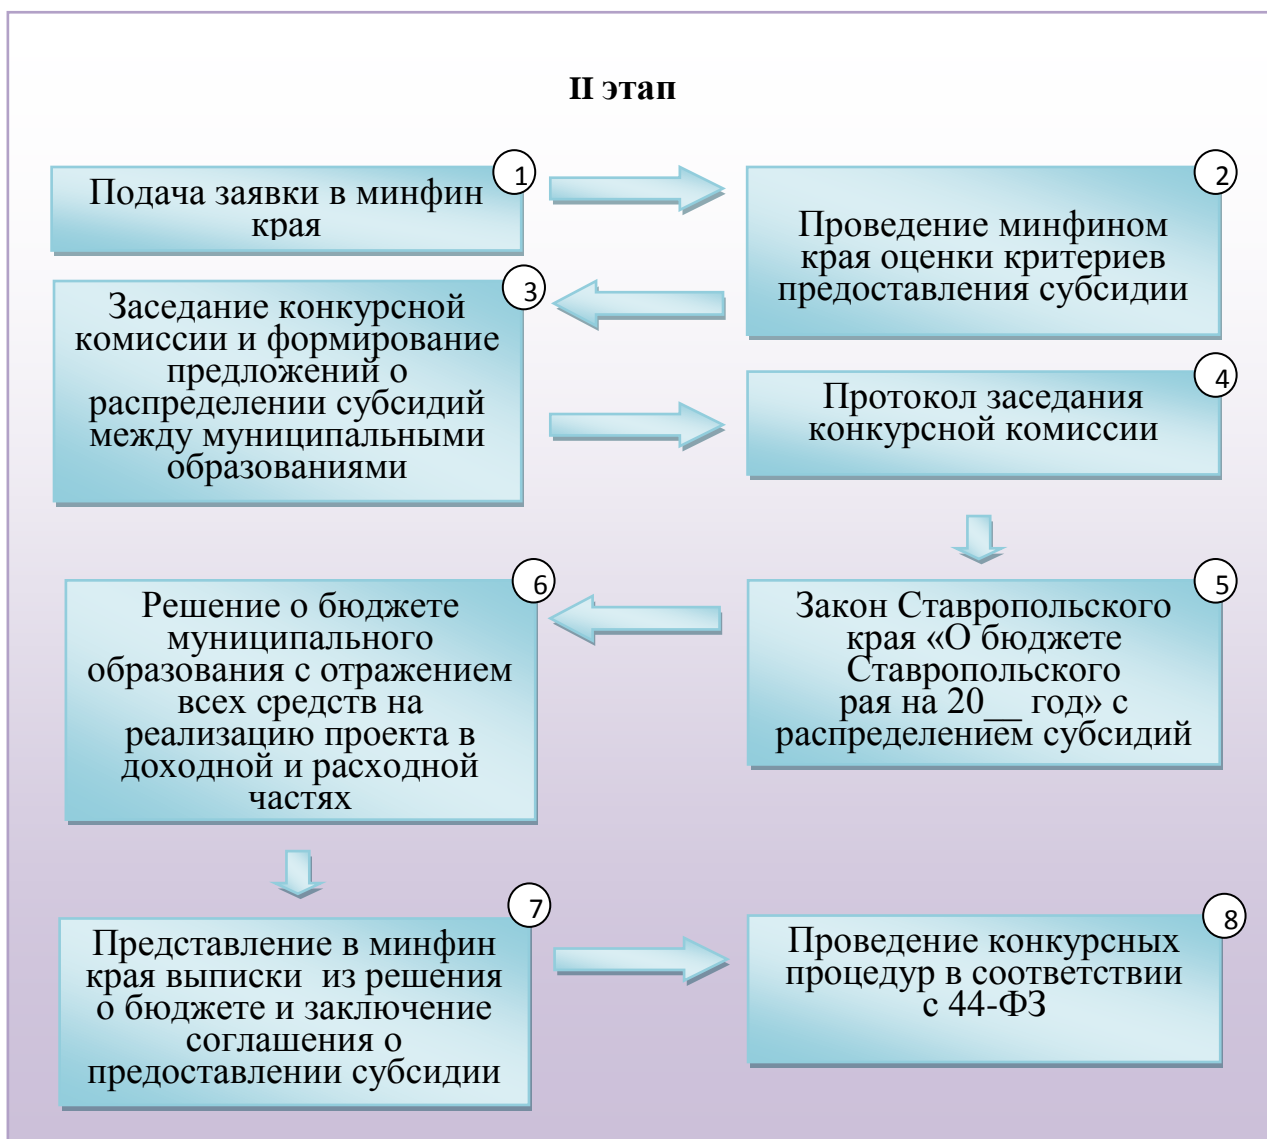 II этап
1
Подача заявки в минфин
края
2
Проведение минфином
края оценки критериев
предоставления субсидии
3
Заседание конкурсной
комиссии и формирование
предложений о
распределении субсидий
между муниципальными
образованиями
4
Протокол заседания
конкурсной комиссии
5
Закон Ставропольского
края «О бюджете
Ставропольского
рая на 20__ год» с
распределением субсидий
6
Решение о бюджете
муниципального
образования с отражением
всех средств на
реализацию проекта в
доходной и расходной
частях
7
Представление в минфин
края выписки из решения
о бюджете и заключение
соглашения о
предоставлении субсидии
8
Проведение конкурсных
процедур в соответствии
с 44-ФЗ